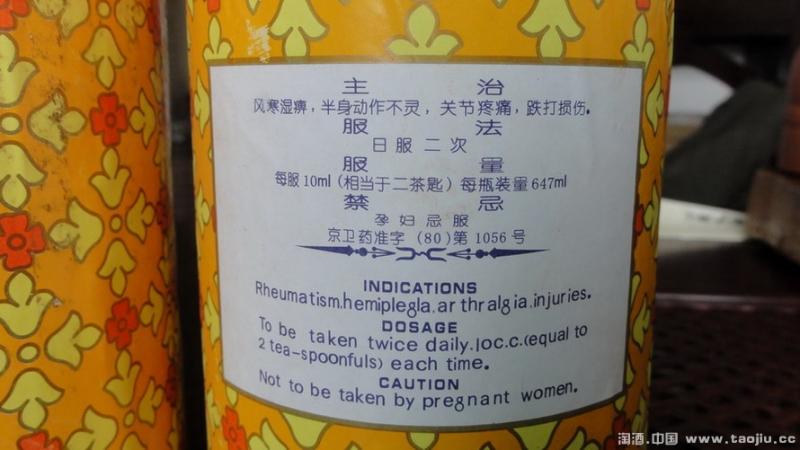 主治
风寒湿痹，半身动作不灵，关节疼痛，跌打损伤。
服法
日服二次
服量
每服10ml（相当于二茶匙）每瓶装量647ml
禁忌
孕妇忌服
京卫药准字(80)第1056号
INDICATIONS
Rheumatism.hemiplegla.ar thralgia.injuries.
DOSAGE
To be taken twice daily.loc.c.(equal to
2 tea-spoonfuls) each time.
CAUTION
Not to be taken by pregnant women.
淘酒.中国 www.taojiu.cc